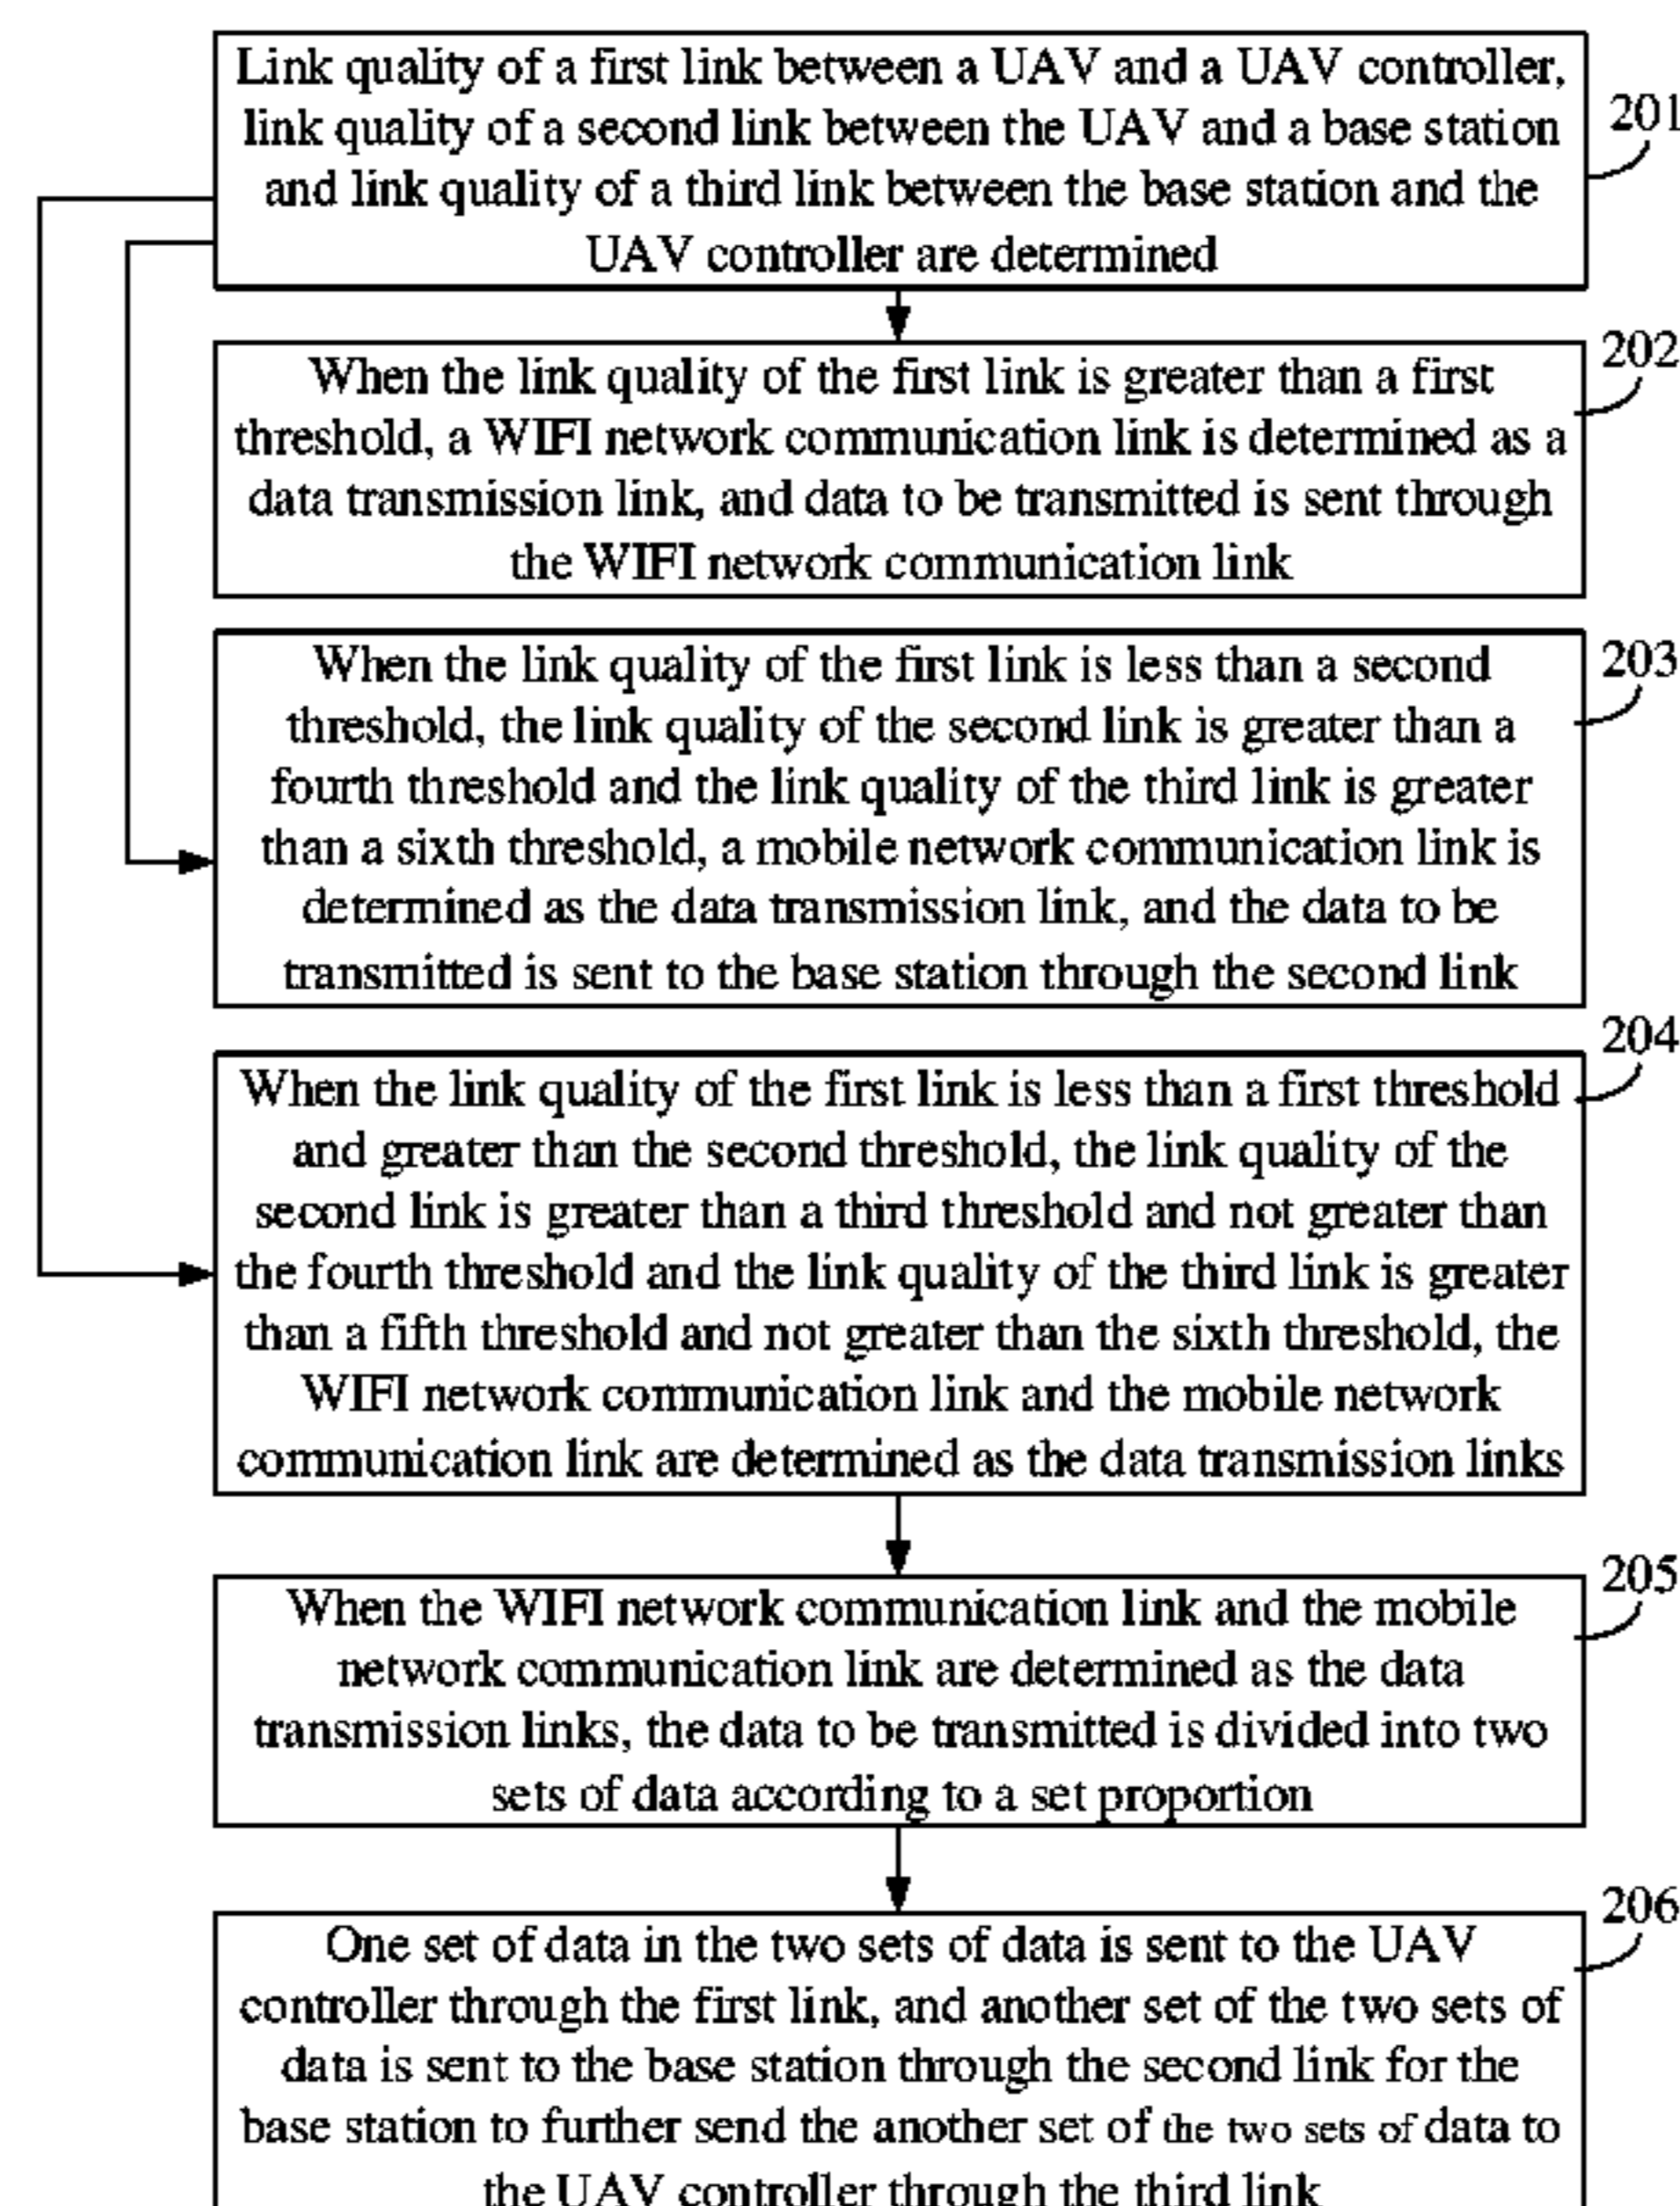 Link quality of a first link between a UAV and a UAV controller,
link quality of a second link between the UAV and a base station
and link quality of a third link between the base station and the
UAV controller are determined
201
When the link quality of the first link is greater than a first
threshold, a WIFI network communication link is determined as a
data transmission link, and data to be transmitted is sent through
the WIFI network communication link
202
When the link quality of the first link is less than a second
threshold, the link quality of the second link is greater than a
fourth threshold and the link quality of the third link is greater
than a sixth threshold, a mobile network communication link is
determined as the data transmission link, and the data to be
transmitted is sent to the base station through the second link
203
When the link quality of the first link is less than a first threshold
and greater than the second threshold, the link quality of the
second link is greater than a third threshold and not greater than
the fourth threshold and the link quality of the third link is greater
than a fifth threshold and not greater than the sixth threshold, the
WIFI network communication link and the mobile network
communication link are determined as the data transmission links
204
When the WIFI network communication link and the mobile
network communication link are determined as the data
transmission links, the data to be transmitted is divided into two
sets of data according to a set proportion
205
One set of data in the two sets of data is sent to the UAV
controller through the first link, and another set of the two sets of
data is sent to the base station through the second link for the
base station to further send the another set of the two sets of data to
the UAV controller through the third link
206